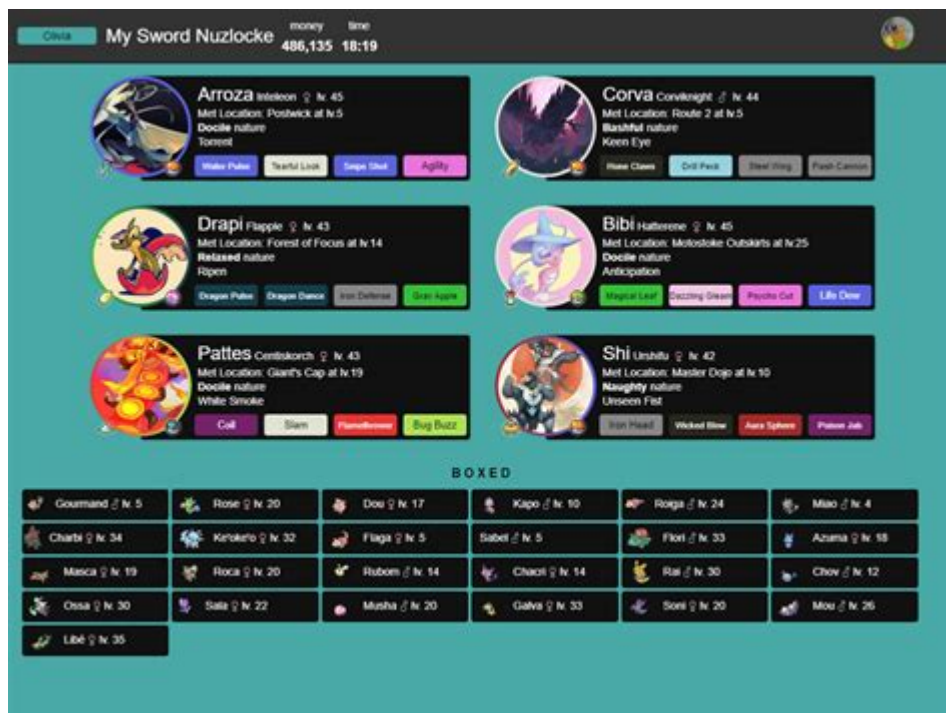 Olivia My Sword Nuzlocke money time
486,135 18:19
Arroza Inteleon ♀ lv. 45
Met Location: Postwick at lv.5
Docile nature
Torrent
Water Pulse Tearful Look Snipe Shot Agility
Corva Corviknight ♂ lv. 44
Met Location: Route 2 at lv.5
Bashful nature
Keen Eye
Hone Claws Drill Peck Steel Wing Flash Cannon
Drapi Flapple ♀ lv. 43
Met Location: Forest of Focus at lv.14
Relaxed nature
Ripen
Dragon Pulse Dragon Dance Iron Defense Grav Apple
Bibi Hatterene ♀ lv. 45
Met Location: Motostoke Outskirts at lv.25
Docile nature
Anticipation
Magical Leaf Dazzling Gleam Psycho Cut Life Dew
Pattes Centiskorch ♀ lv. 43
Met Location: Giant's Cap at lv.19
Docile nature
White Smoke
Coil Slam Flamethrower Bug Buzz
Shi Urshifu ♀ lv. 42
Met Location: Master Dojo at lv.10
Naughty nature
Unseen Fist
Iron Head Wicked Blow Aura Sphere Poison Jab
BOXED
Gourmand ♂ lv. 5 Rose ♀ lv. 20 Dou ♀ lv. 17 Kapo ♂ lv. 10 Roiga ♂ lv. 24 Miao ♂ lv. 4
Charbi ♀ lv. 34 Ke'oke'o ♀ lv. 32 Flaga ♀ lv. 5 Sabel ♂ lv. 5 Flori ♂ lv. 33 Azuma ♀ lv. 18
Masca ♀ lv. 19 Roca ♀ lv. 20 Rubom ♂ lv. 14 Chacri ♀ lv. 14 Rai ♂ lv. 30 Chov ♂ lv. 12
Ossa ♀ lv. 30 Sala ♀ lv. 22 Musha ♂ lv. 20 Galva ♀ lv. 33 Soni ♀ lv. 20 Mou ♂ lv. 26
Libé ♀ lv. 35